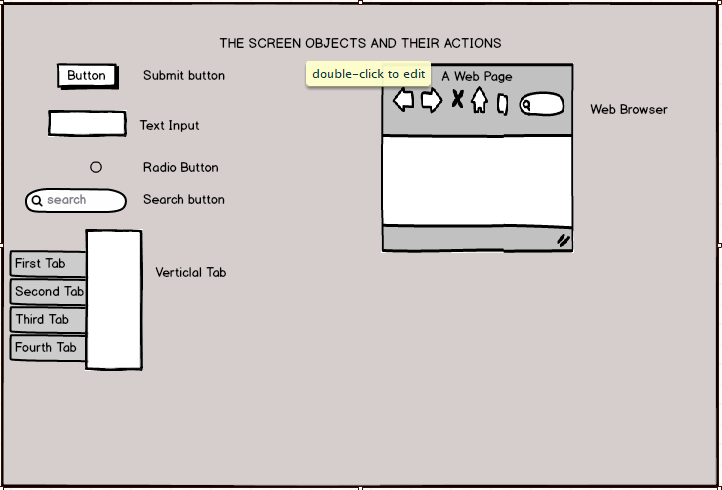 THE SCREEN OBJECTS AND THEIR ACTIONS
Button
Submit button
Text Input
Radio Button
search
Search button
First Tab
Second Tab
Third Tab
Fourth Tab
Verticlal Tab
double-click to edit
A Web Page
Web Browser